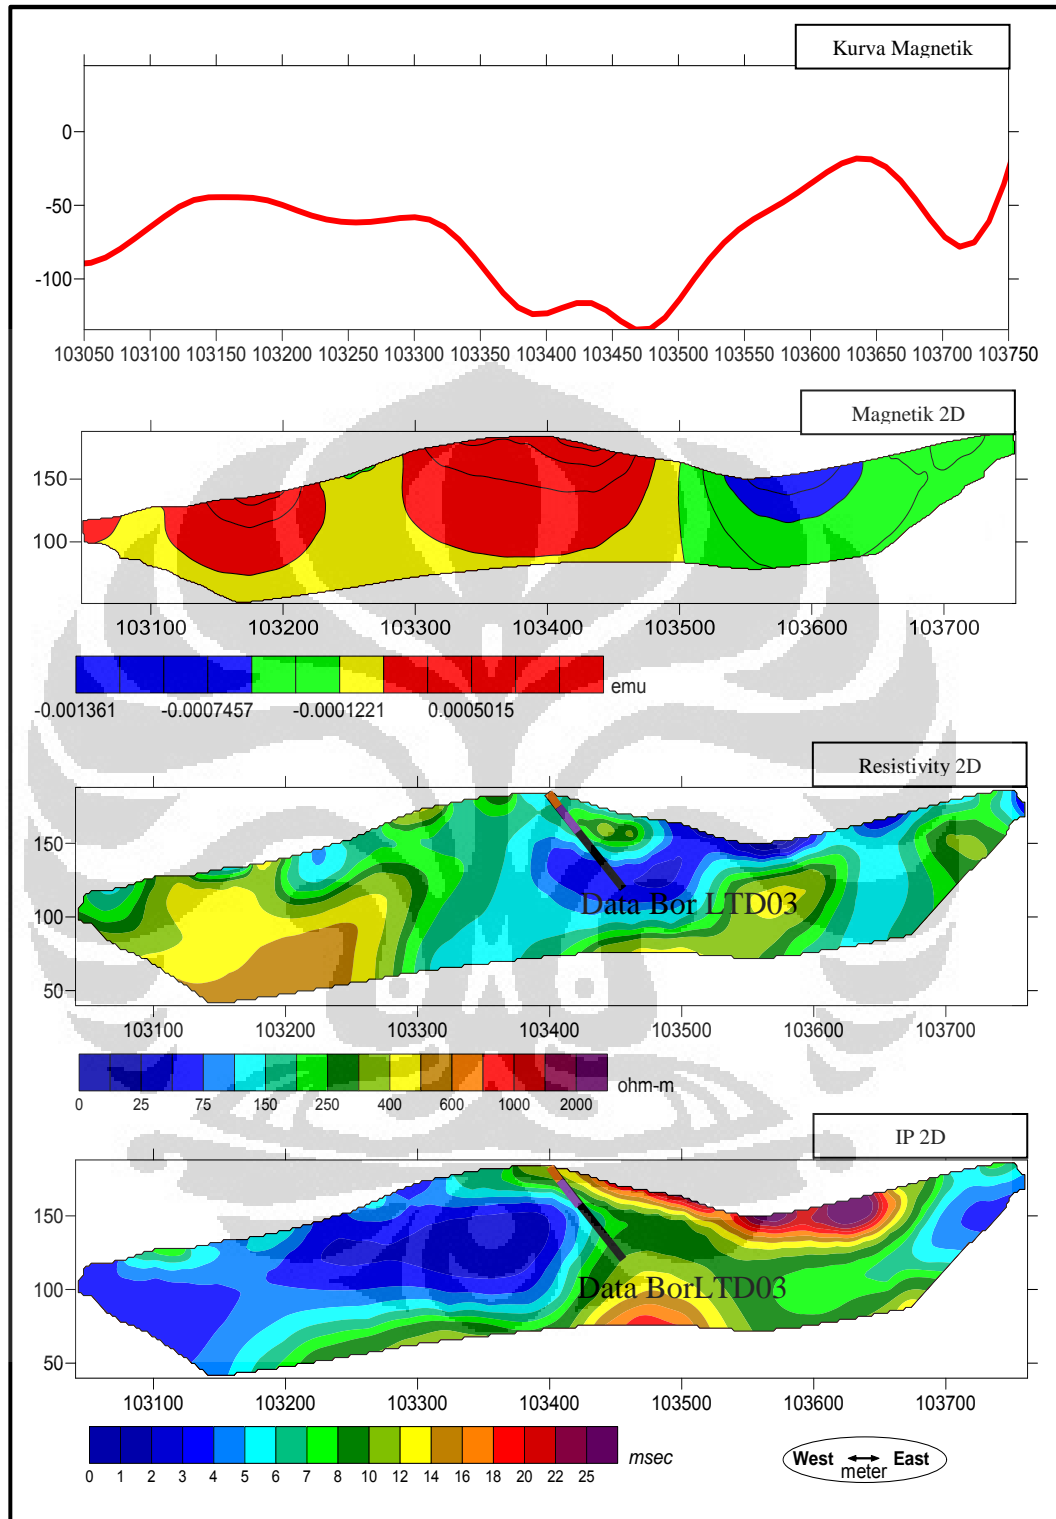 Kurva Magnetik
0
-50
-100
103050 103100 103150 103200 103250 103300 103350 103400 103450 103500 103550 103600 103650 103700 103750
Magnetik 2D
150
100
103100 103200 103300 103400 103500 103600 103700
emu
-0.001361 -0.0007457 -0.0001221 0.0005015
Resistivity 2D
150
100
50
Data Bor LTD03
103100 103200 103300 103400 103500 103600 103700
ohm-m
0 25 75 150 250 400 600 1000 2000
IP 2D
150
100
50
Data BorLTD03
103100 103200 103300 103400 103500 103600 103700
msec
0 1 2 3 4 5 6 7 8 10 12 14 16 18 20 22 25
West East
meter